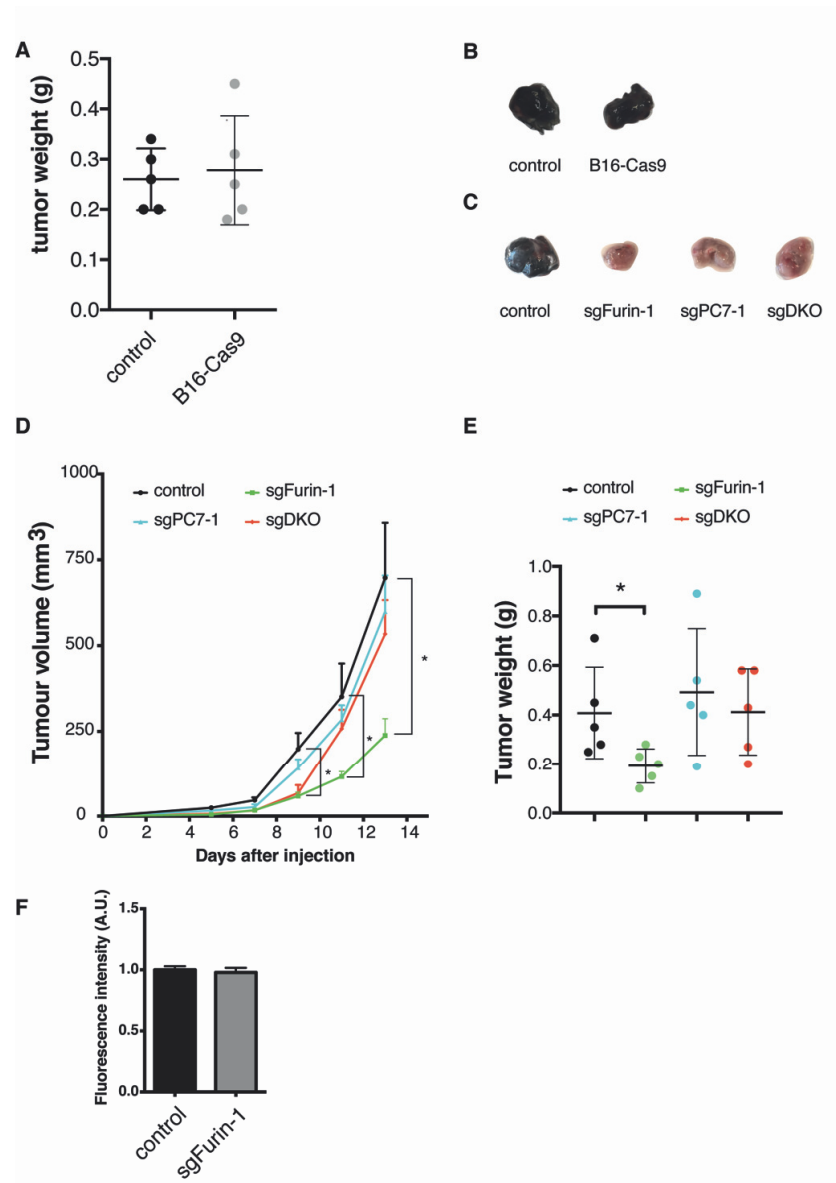 A
tumor weight (g)
0.5
0.4
0.3
0.2
0.1
0.0
control
B16-Cas9
B
control
B16-Cas9
C
control
sgFurin-1
sgPC7-1
sgDKO
D
Tumour volume (mm3)
1000
750
500
250
0
control
sgFurin-1
sgPC7-1
sgDKO
*
*
*
0 2 4 6 8 10 12 14
Days after injection
E
control
sgFurin-1
sgPC7-1
sgDKO
Tumor weight (g)
1.0
0.8
0.6
0.4
0.2
0.0
*
F
Fluorescence intensity (A.U.)
1.5
1.0
0.5
0.0
control
sgFurin-1